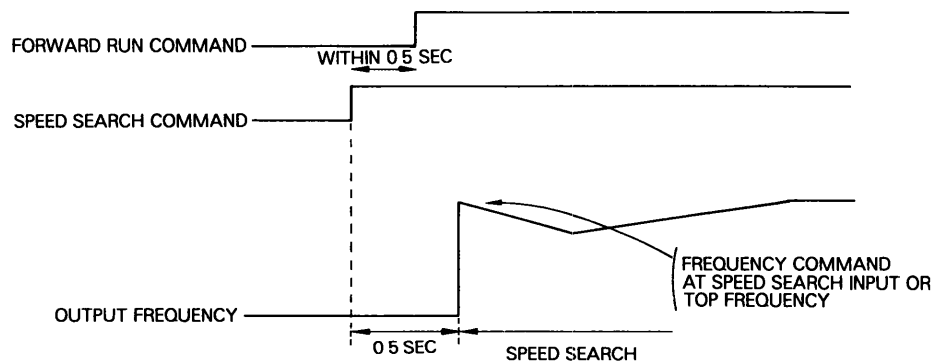 FORWARD RUN COMMAND
WITHIN 0 5 SEC
SPEED SEARCH COMMAND
FREQUENCY COMMAND
AT SPEED SEARCH INPUT OR
TOP FREQUENCY
OUTPUT FREQUENCY
0 5 SEC
SPEED SEARCH